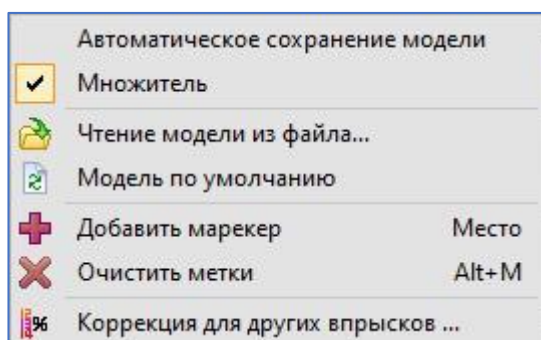 Автоматическое сохранение модели
Множитель
Чтение модели из файла...
Модель по умолчанию
Добавить марекер Место
Очистить метки Alt+M
% Коррекция для других впрысков ...